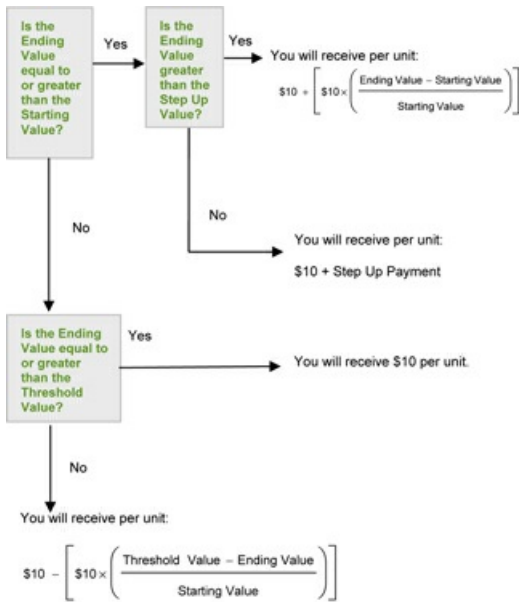 Is the
Ending
Value
equal to
or greater
than the
Starting
Value?
Yes
Is the
Ending
Value
greater
than the
Step Up
Value?
Yes
You will receive per unit:
$10 + [ $10 × ( Ending Value − Starting Value / Starting Value ) ]
No
No
You will receive per unit:
$10 + Step Up Payment
Is the Ending
Value equal to
or greater
than the
Threshold
Value?
Yes
You will receive $10 per unit.
No
You will receive per unit:
$10 − [ $10 × ( Threshold Value − Ending Value / Starting Value ) ]